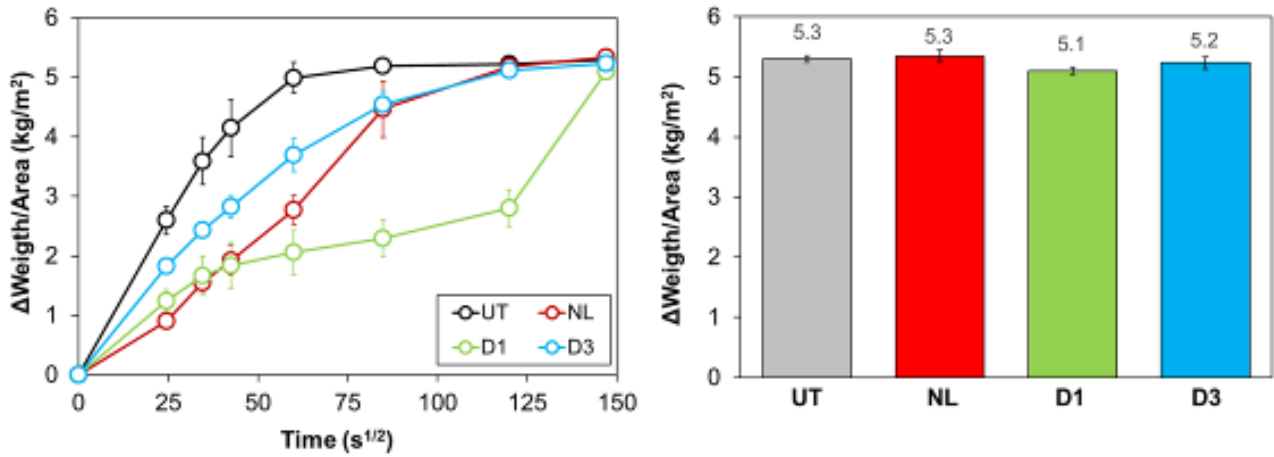 6
5
4
3
2
1
0
ΔWeigth/Area (kg/m²)
UT NL
D1 D3
0 25 50 75 100 125 150
Time (s¹/²)
6
5
4
3
2
1
0
ΔWeigth/Area (kg/m²)
5.3 5.3 5.1 5.2
UT NL D1 D3